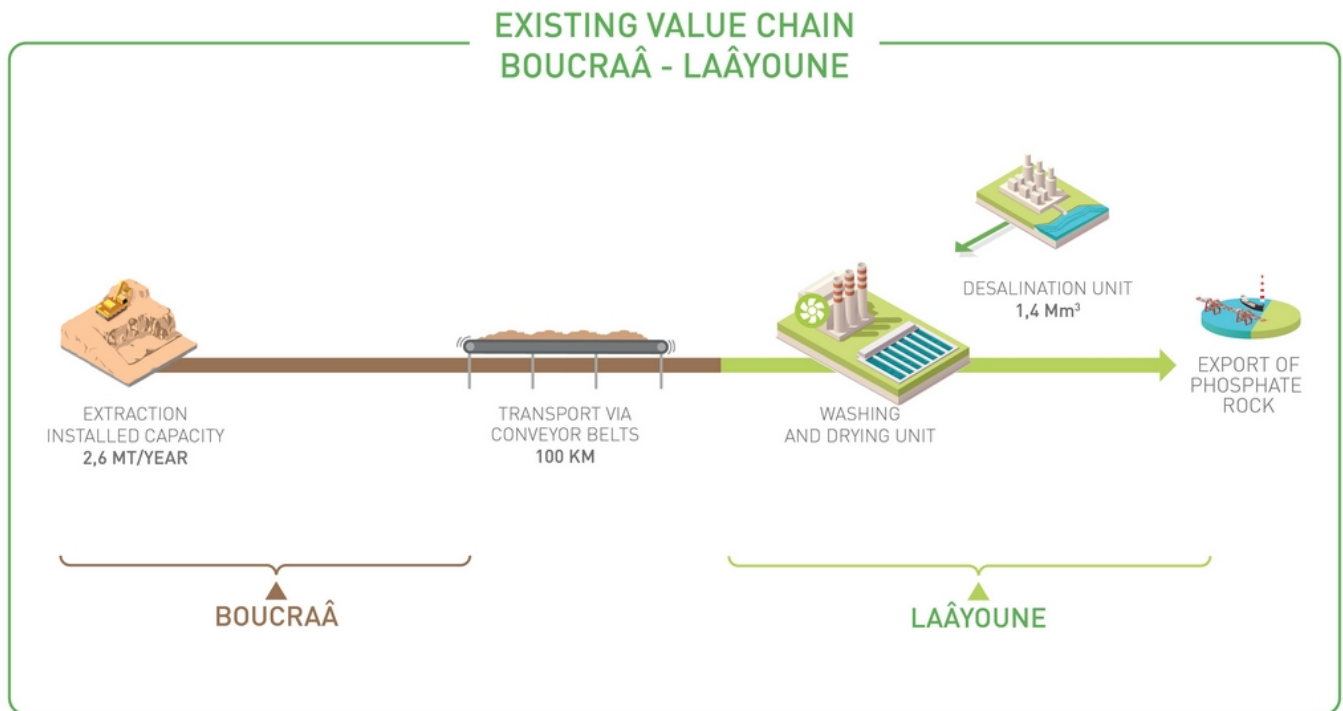 EXISTING VALUE CHAIN
BOUCRAÂ - LAÂYOUNE
EXTRACTION
INSTALLED CAPACITY
2,6 MT/YEAR
TRANSPORT VIA
CONVEYOR BELTS
100 KM
WASHING
AND DRYING UNIT
DESALINATION UNIT
1,4 Mm³
EXPORT OF
PHOSPHATE
ROCK
BOUCRAÂ
LAÂYOUNE